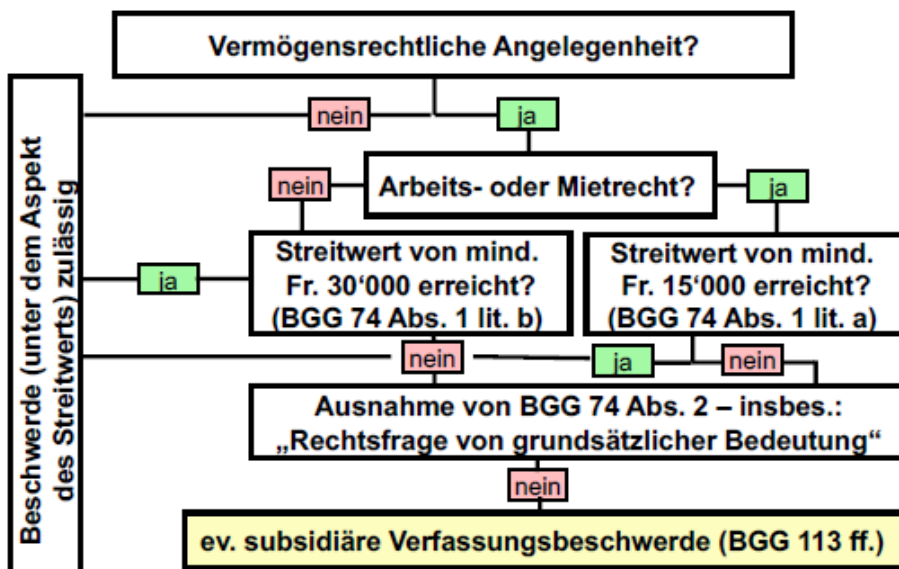 Vermögensrechtliche Angelegenheit?
nein
ja
Beschwerde (unter dem Aspekt
des Streitwerts) zulässig
nein
Arbeits- oder Mietrecht?
ja
Streitwert von mind.
Fr. 30‘000 erreicht?
(BGG 74 Abs. 1 lit. b)
Streitwert von mind.
Fr. 15‘000 erreicht?
(BGG 74 Abs. 1 lit. a)
ja
nein
ja
nein
Ausnahme von BGG 74 Abs. 2 – insbes.:
„Rechtsfrage von grundsätzlicher Bedeutung“
nein
ev. subsidiäre Verfassungsbeschwerde (BGG 113 ff.)